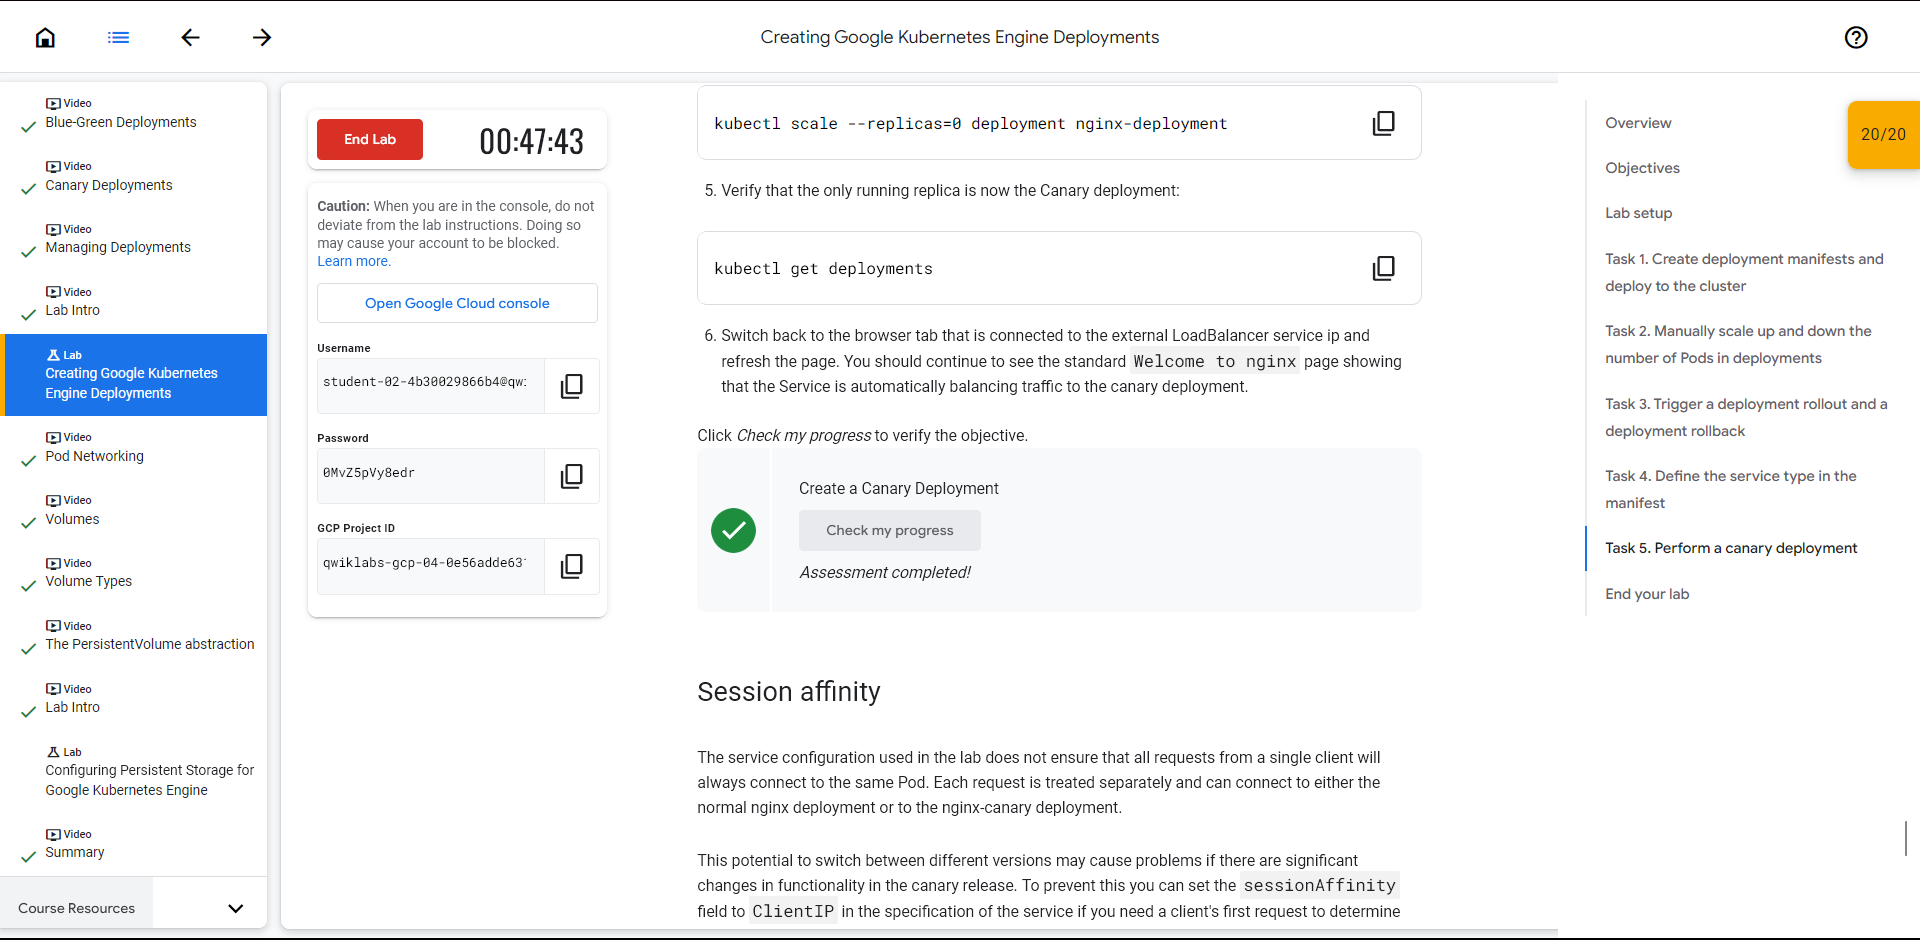 Creating Google Kubernetes Engine Deployments
Video
Blue-Green Deployments
Video
Canary Deployments
Video
Managing Deployments
Video
Lab Intro
Lab
Creating Google Kubernetes
Engine Deployments
Video
Pod Networking
Video
Volumes
Video
Volume Types
Video
The PersistentVolume abstraction
Video
Lab Intro
Lab
Configuring Persistent Storage for
Google Kubernetes Engine
Video
Summary
Course Resources
End Lab
00:47:43
Caution: When you are in the console, do not
deviate from the lab instructions. Doing so
may cause your account to be blocked.
Learn more.
Open Google Cloud console
Username
student-02-4b30029866b4@qw:
Password
0MvZ5pVy8edr
GCP Project ID
qwiklabs-gcp-04-0e56adde63
kubectl scale --replicas=0 deployment nginx-deployment
5. Verify that the only running replica is now the Canary deployment:
kubectl get deployments
6. Switch back to the browser tab that is connected to the external LoadBalancer service ip and
refresh the page. You should continue to see the standard Welcome to nginx page showing
that the Service is automatically balancing traffic to the canary deployment.
Click Check my progress to verify the objective.
Create a Canary Deployment
Check my progress
Assessment completed!
Session affinity
The service configuration used in the lab does not ensure that all requests from a single client will
always connect to the same Pod. Each request is treated separately and can connect to either the
normal nginx deployment or to the nginx-canary deployment.
This potential to switch between different versions may cause problems if there are significant
changes in functionality in the canary release. To prevent this you can set the sessionAffinity
field to ClientIP in the specification of the service if you need a client's first request to determine
Overview
Objectives
Lab setup
Task 1. Create deployment manifests and
deploy to the cluster
Task 2. Manually scale up and down the
number of Pods in deployments
Task 3. Trigger a deployment rollout and a
deployment rollback
Task 4. Define the service type in the
manifest
Task 5. Perform a canary deployment
End your lab
20/20